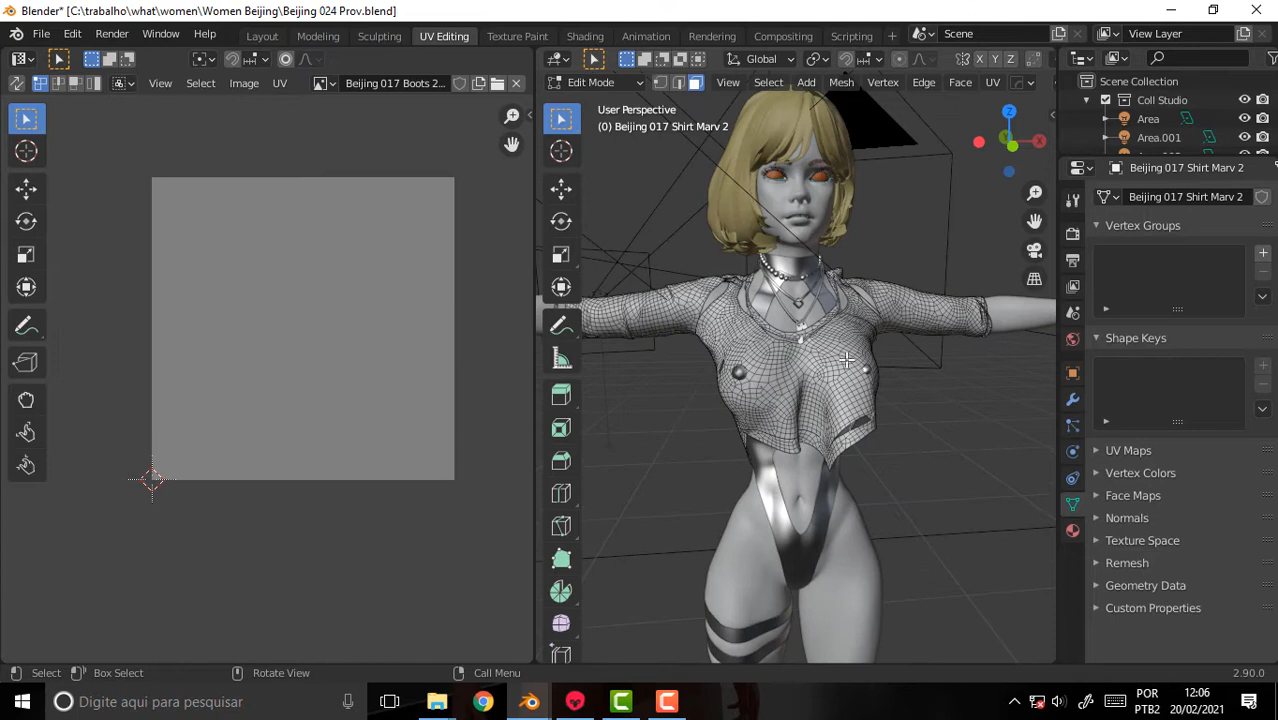 Blender* [C:\trabalho\what\women\Women Beijing\Beijing 024 Prov.blend]
File Edit Render Window Help Layout Modeling Sculpting UV Editing Texture Paint Shading Animation Rendering Compositing Scripting + Scene View Layer
Global X Y Z
View Select Image UV Beijing 017 Boots 2... Edit Mode View Select Add Mesh Vertex Edge Face UV
Scene Collection
Coll Studio
Area
Area.001
User Perspective
(0) Beijing 017 Shirt Marv 2
Z
X
Y
Beijing 017 Shirt Marv 2
Beijing 017 Shirt Marv 2
Vertex Groups
Shape Keys
UV Maps
Vertex Colors
Face Maps
Normals
Texture Space
Remesh
Geometry Data
Custom Properties
Select Box Select Rotate View Call Menu 2.90.0
Digite aqui para pesquisar
POR
PTB2
12:06
20/02/2021